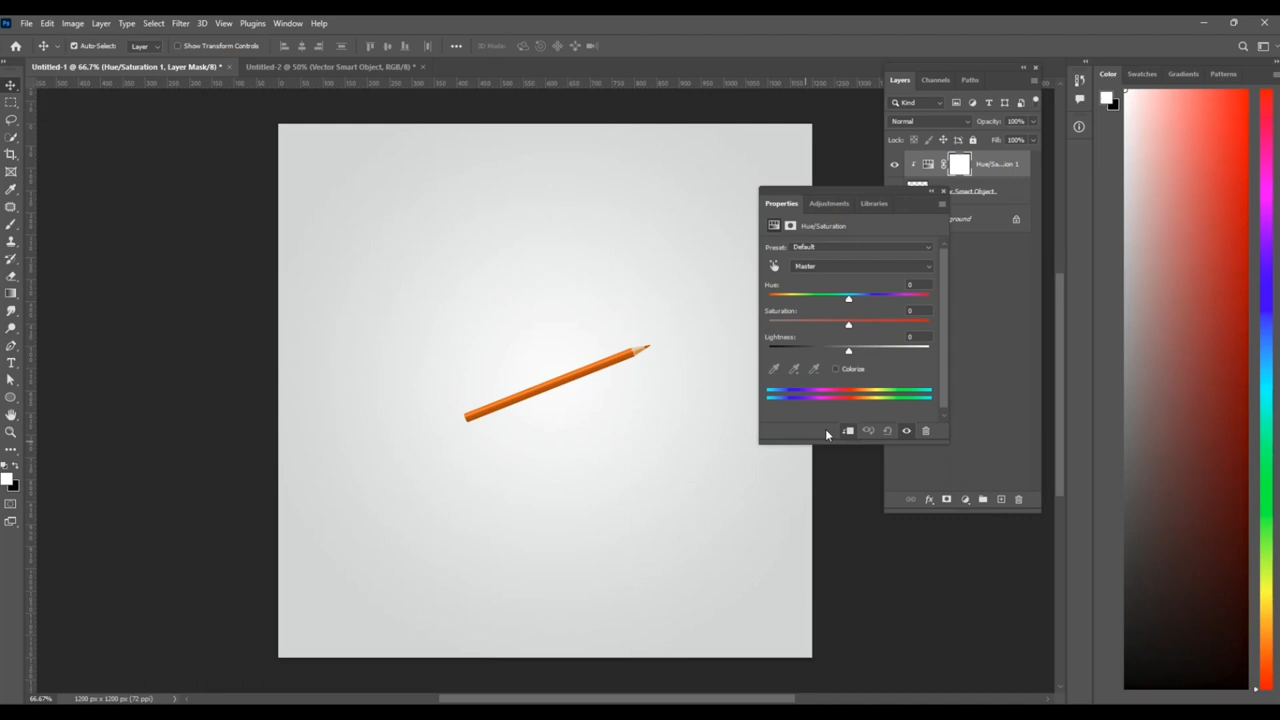 Ps File Edit Image Layer Type Select Filter 3D View Plugins Window Help
Auto-Select: Layer Show Transform Controls 3D Mode:
Untitled-1 @ 66.7% (Hue/Saturation 1, Layer Mask/8) * × Untitled-2 @ 50% (Vector Smart Object, RGB/8) * ×
Layers Channels Paths
Color Swatches Gradients Patterns
Kind
Normal Opacity: 100%
Lock: Fill: 100%
Hue/Sa...ion 1
Smart Object
ground
Properties Adjustments Libraries
Hue/Saturation
Preset: Default
Master
Hue: 0
Saturation: 0
Lightness: 0
Colorize
fx
66.67% 1200 px x 1200 px (72 ppi)